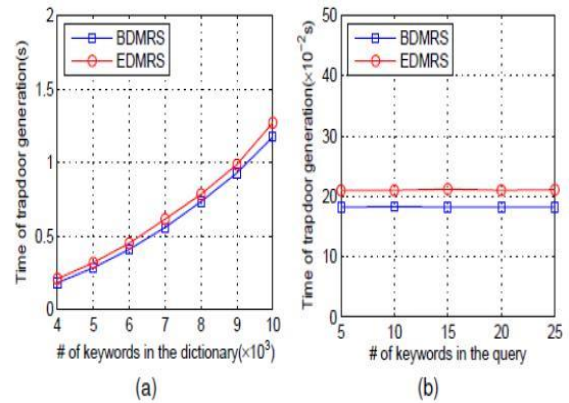 Time of trapdoor generation(s)
2
1.5
1
0.5
0
BDMRS
EDMRS
4 5 6 7 8 9 10
# of keywords in the dictionary(×10³)
(a)
Time of trapdoor generation(×10⁻²s)
50
40
30
20
10
0
BDMRS
EDMRS
5 10 15 20 25
# of keywords in the query
(b)